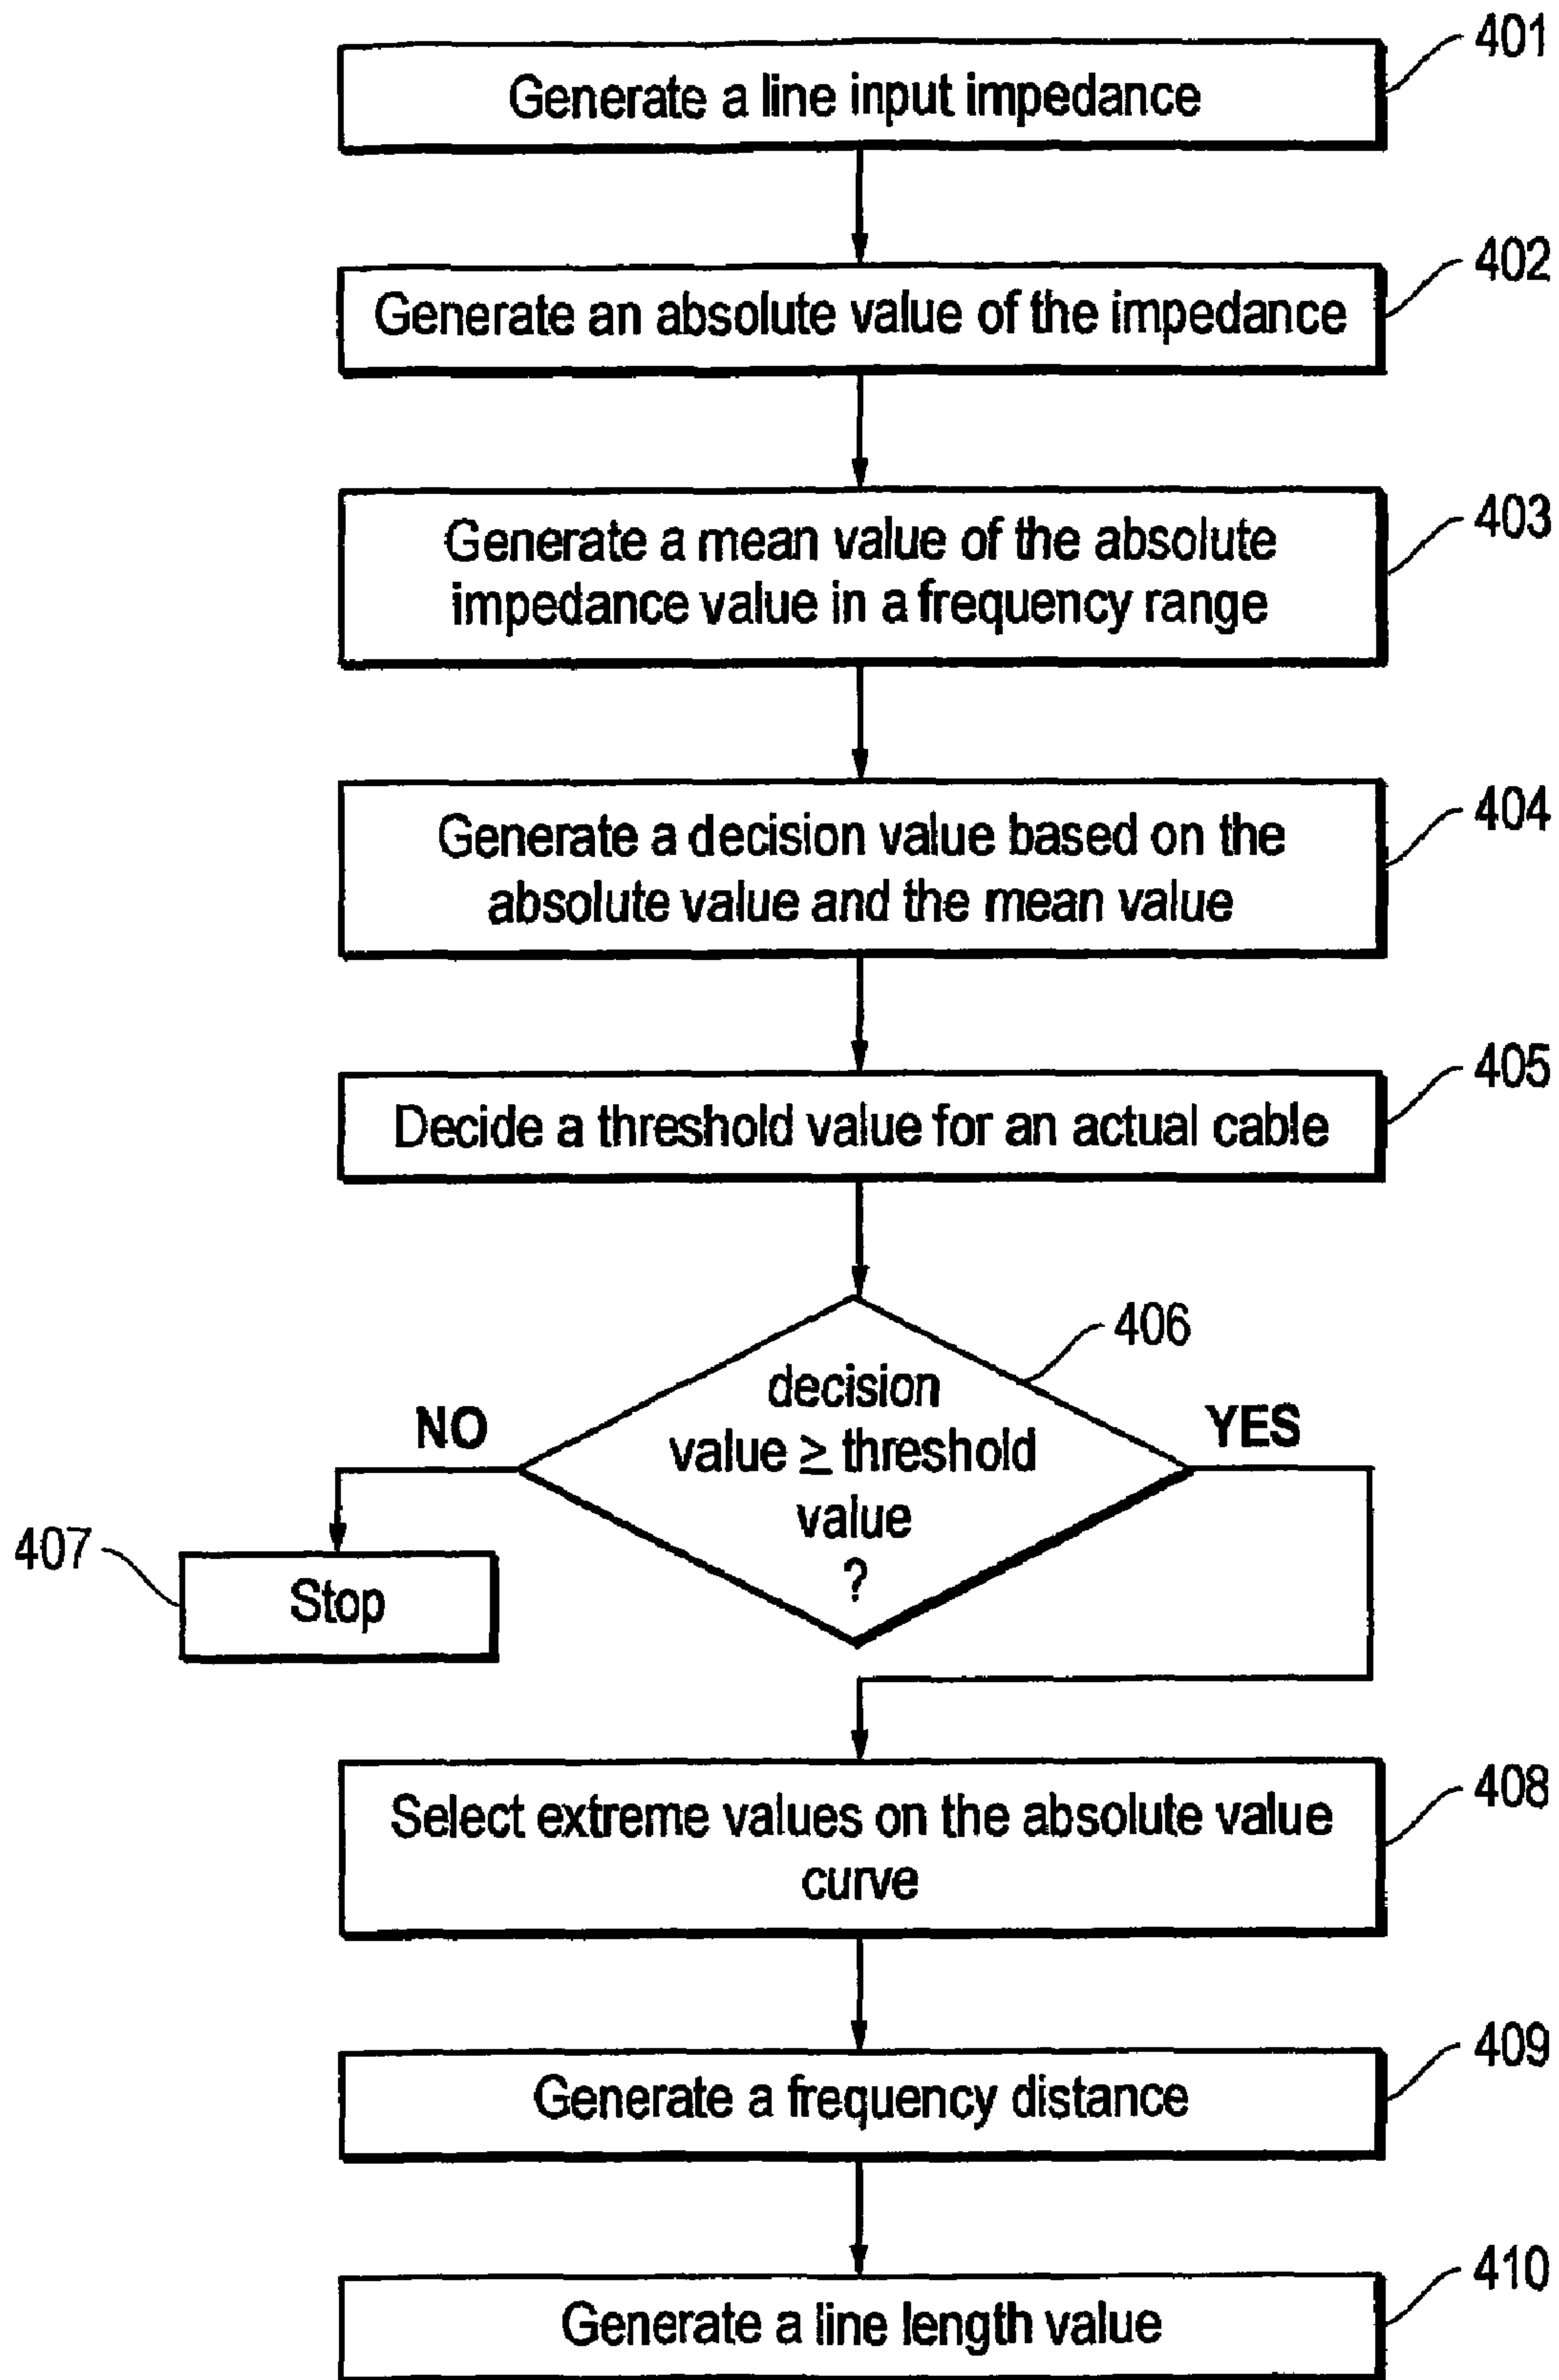 401
Generate a line input impedance
402
Generate an absolute value of the impedance
403
Generate a mean value of the absolute
impedance value in a frequency range
404
Generate a decision value based on the
absolute value and the mean value
405
Decide a threshold value for an actual cable
406
decision
value ≥ threshold
value
?
NO
YES
407
Stop
408
Select extreme values on the absolute value
curve
409
Generate a frequency distance
410
Generate a line length value